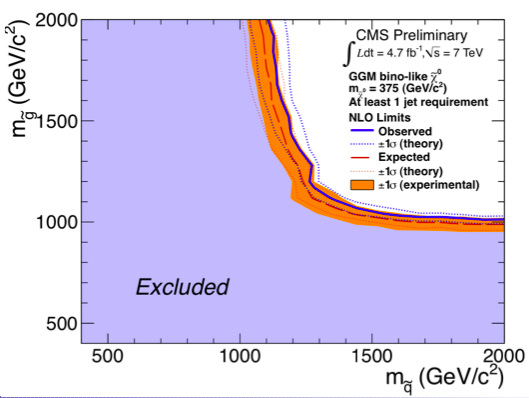 CMS Preliminary
∫ Ldt = 4.7 fb⁻¹, √s = 7 TeV
GGM bino-like χ̃⁰
m_χ̃⁰ = 375 (GeV/c²)
At least 1 jet requirement
NLO Limits
Observed
±1σ (theory)
Expected
±1σ (theory)
±1σ (experimental)
Excluded
m_g̃ (GeV/c²)
2000
1500
1000
500
500 1000 1500 2000
m_q̃ (GeV/c²)